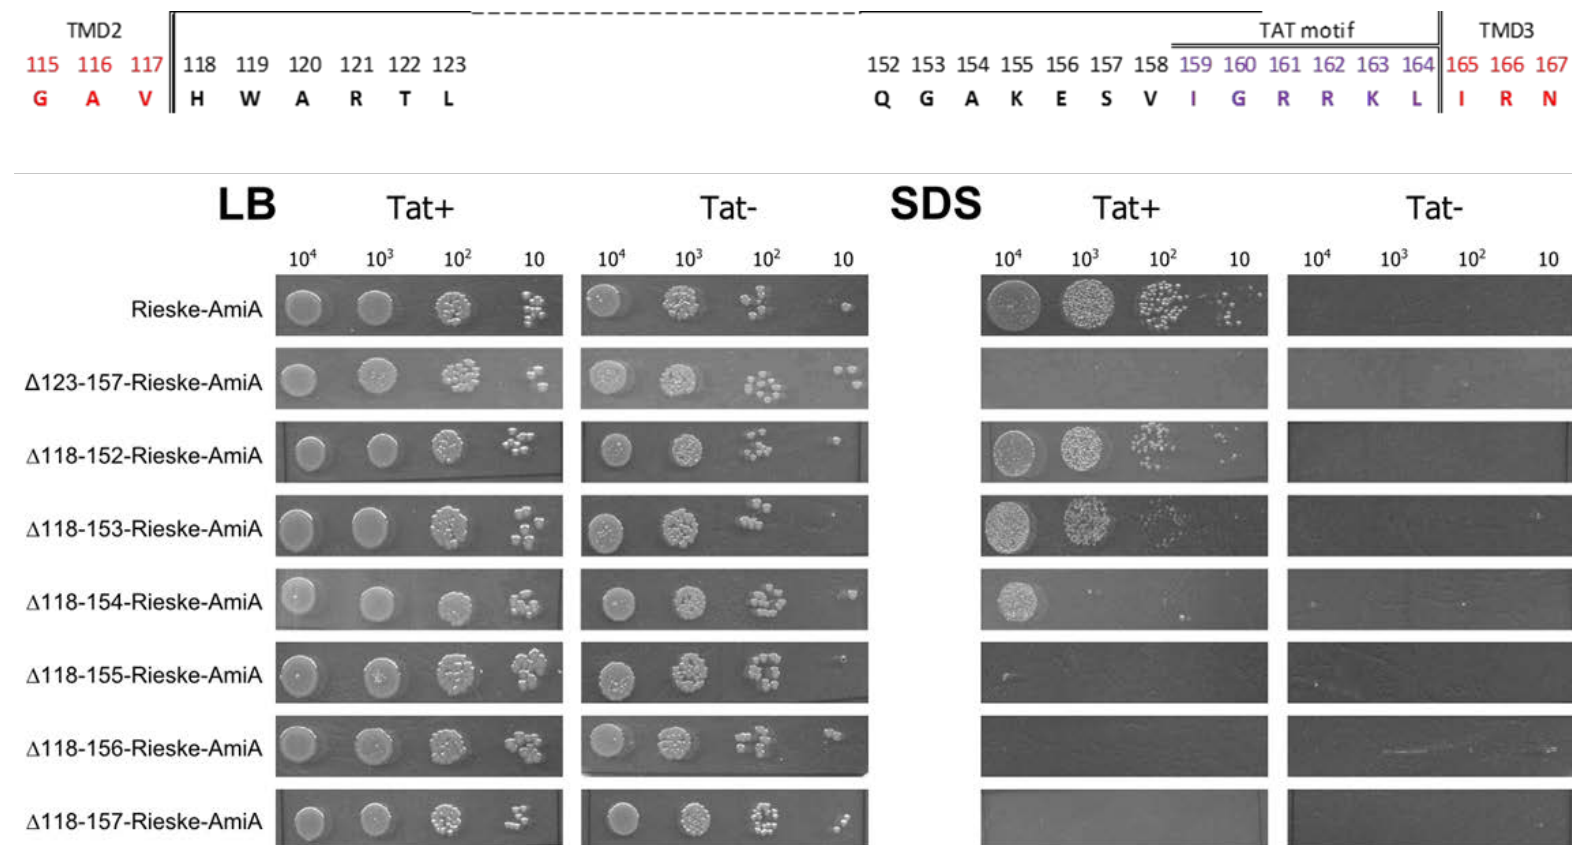 TMD2 TAT motif TMD3
115 116 117 118 119 120 121 122 123 152 153 154 155 156 157 158 159 160 161 162 163 164 165 166 167
G A V H W A R T L Q G A K E S V I G R R K L I R N
LB Tat+ Tat- SDS Tat+ Tat-
10⁴ 10³ 10² 10 10⁴ 10³ 10² 10 10⁴ 10³ 10² 10 10⁴ 10³ 10² 10
Rieske-AmiA
Δ123-157-Rieske-AmiA
Δ118-152-Rieske-AmiA
Δ118-153-Rieske-AmiA
Δ118-154-Rieske-AmiA
Δ118-155-Rieske-AmiA
Δ118-156-Rieske-AmiA
Δ118-157-Rieske-AmiA